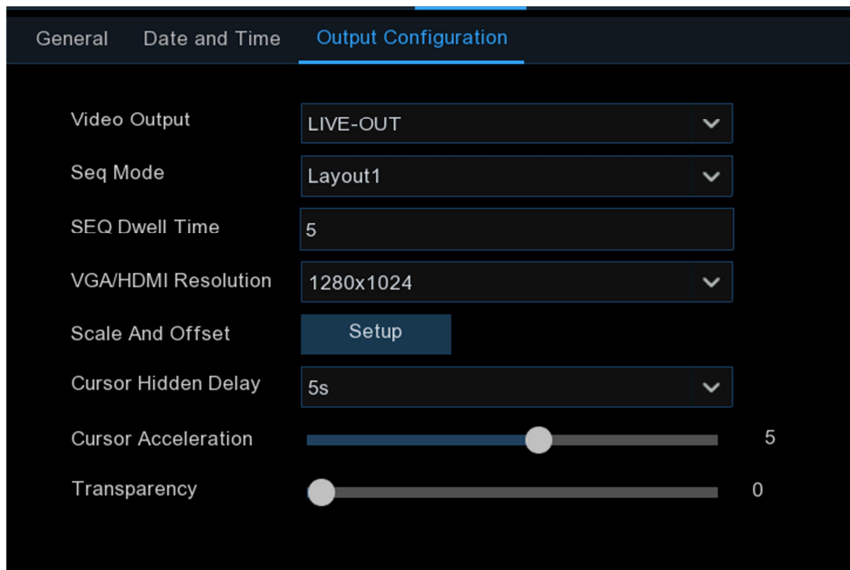 General Date and Time Output Configuration
Video Output LIVE-OUT
Seq Mode Layout1
SEQ Dwell Time 5
VGA/HDMI Resolution 1280x1024
Scale And Offset Setup
Cursor Hidden Delay 5s
Cursor Acceleration 5
Transparency 0